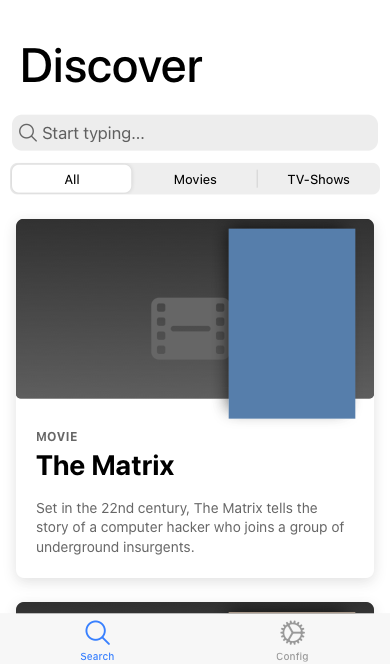 Discover
Start typing...
All
Movies
TV-Shows
MOVIE
The Matrix
Set in the 22nd century, The Matrix tells the
story of a computer hacker who joins a group of
underground insurgents.
Search
Config